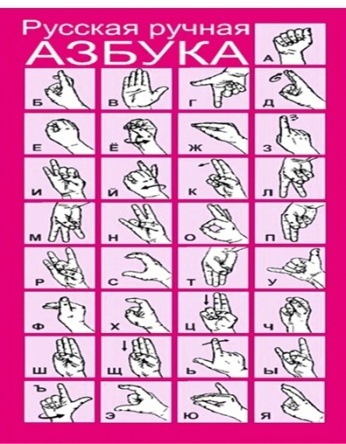 Русская ручная
АЗБУКА
А
Б В Г Д
Е Ё Ж З
И Й К Л
М Н О П
Р С Т У
Ф Х Ц Ч
Ш Щ Ь Ы
Ъ Э Ю Я